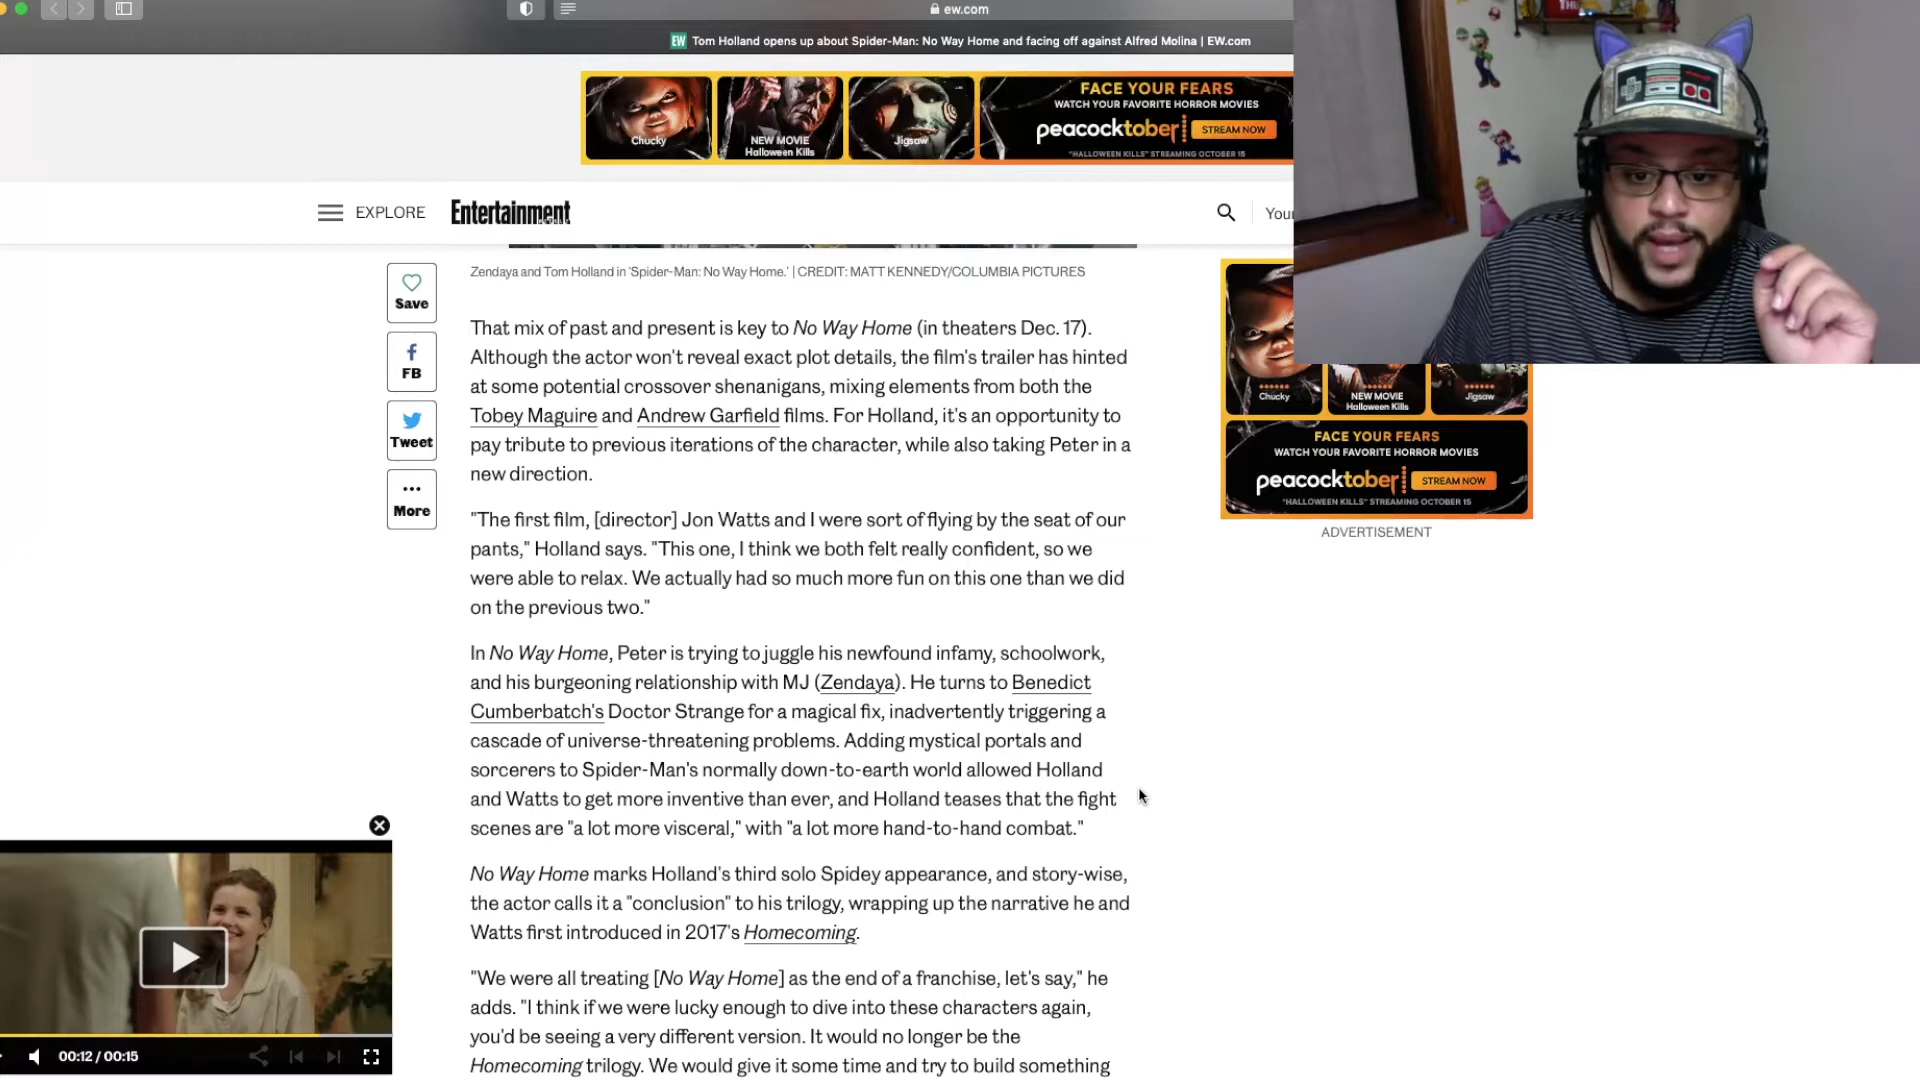 ew.com
EW Tom Holland opens up about Spider-Man: No Way Home and facing off against Alfred Molina | EW.com
Chucky
NEW MOVIE
Halloween Kills
Jigsaw
FACE YOUR FEARS
WATCH YOUR FAVORITE HORROR MOVIES
peacocktober
STREAM NOW
"HALLOWEEN KILLS" STREAMING OCTOBER 15
EXPLORE
Entertainment
Your
Zendaya and Tom Holland in 'Spider-Man: No Way Home.' | CREDIT: MATT KENNEDY/COLUMBIA PICTURES
Save
FB
Tweet
More
That mix of past and present is key to No Way Home (in theaters Dec. 17).
Although the actor won't reveal exact plot details, the film's trailer has hinted
at some potential crossover shenanigans, mixing elements from both the
Tobey Maguire and Andrew Garfield films. For Holland, it's an opportunity to
pay tribute to previous iterations of the character, while also taking Peter in a
new direction.
"The first film, [director] Jon Watts and I were sort of flying by the seat of our
pants," Holland says. "This one, I think we both felt really confident, so we
were able to relax. We actually had so much more fun on this one than we did
on the previous two."
In No Way Home, Peter is trying to juggle his newfound infamy, schoolwork,
and his burgeoning relationship with MJ (Zendaya). He turns to Benedict
Cumberbatch's Doctor Strange for a magical fix, inadvertently triggering a
cascade of universe-threatening problems. Adding mystical portals and
sorcerers to Spider-Man's normally down-to-earth world allowed Holland
and Watts to get more inventive than ever, and Holland teases that the fight
scenes are "a lot more visceral," with "a lot more hand-to-hand combat."
No Way Home marks Holland's third solo Spidey appearance, and story-wise,
the actor calls it a "conclusion" to his trilogy, wrapping up the narrative he and
Watts first introduced in 2017's Homecoming.
"We were all treating [No Way Home] as the end of a franchise, let's say," he
adds. "I think if we were lucky enough to dive into these characters again,
you'd be seeing a very different version. It would no longer be the
Homecoming trilogy. We would give it some time and try to build something
Chucky
NEW MOVIE
Halloween Kills
Jigsaw
FACE YOUR FEARS
WATCH YOUR FAVORITE HORROR MOVIES
peacocktober
STREAM NOW
"HALLOWEEN KILLS" STREAMING OCTOBER 15
ADVERTISEMENT
00:12 / 00:15